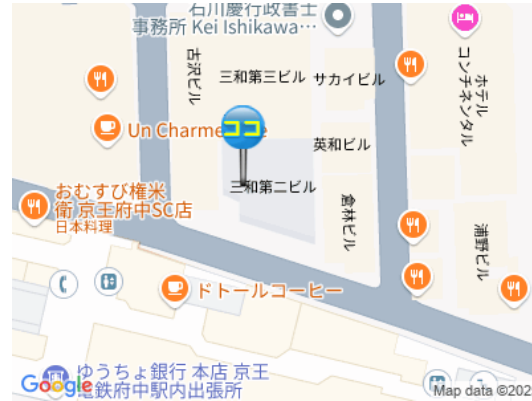 石川慶行政書士
事務所 Kei Ishikawa…
ホテル
コンチネンタル
古沢ビル
三和第三ビル
サカイビル
ココ
Un Charme
英和ビル
三和第二ビル
おむすび権米
衛 京王府中SC店
日本料理
倉林ビル
浦野ビル
ドトールコーヒー
ゆうちょ銀行 本店 京王
電鉄府中駅内出張所
Google
Map data ©202